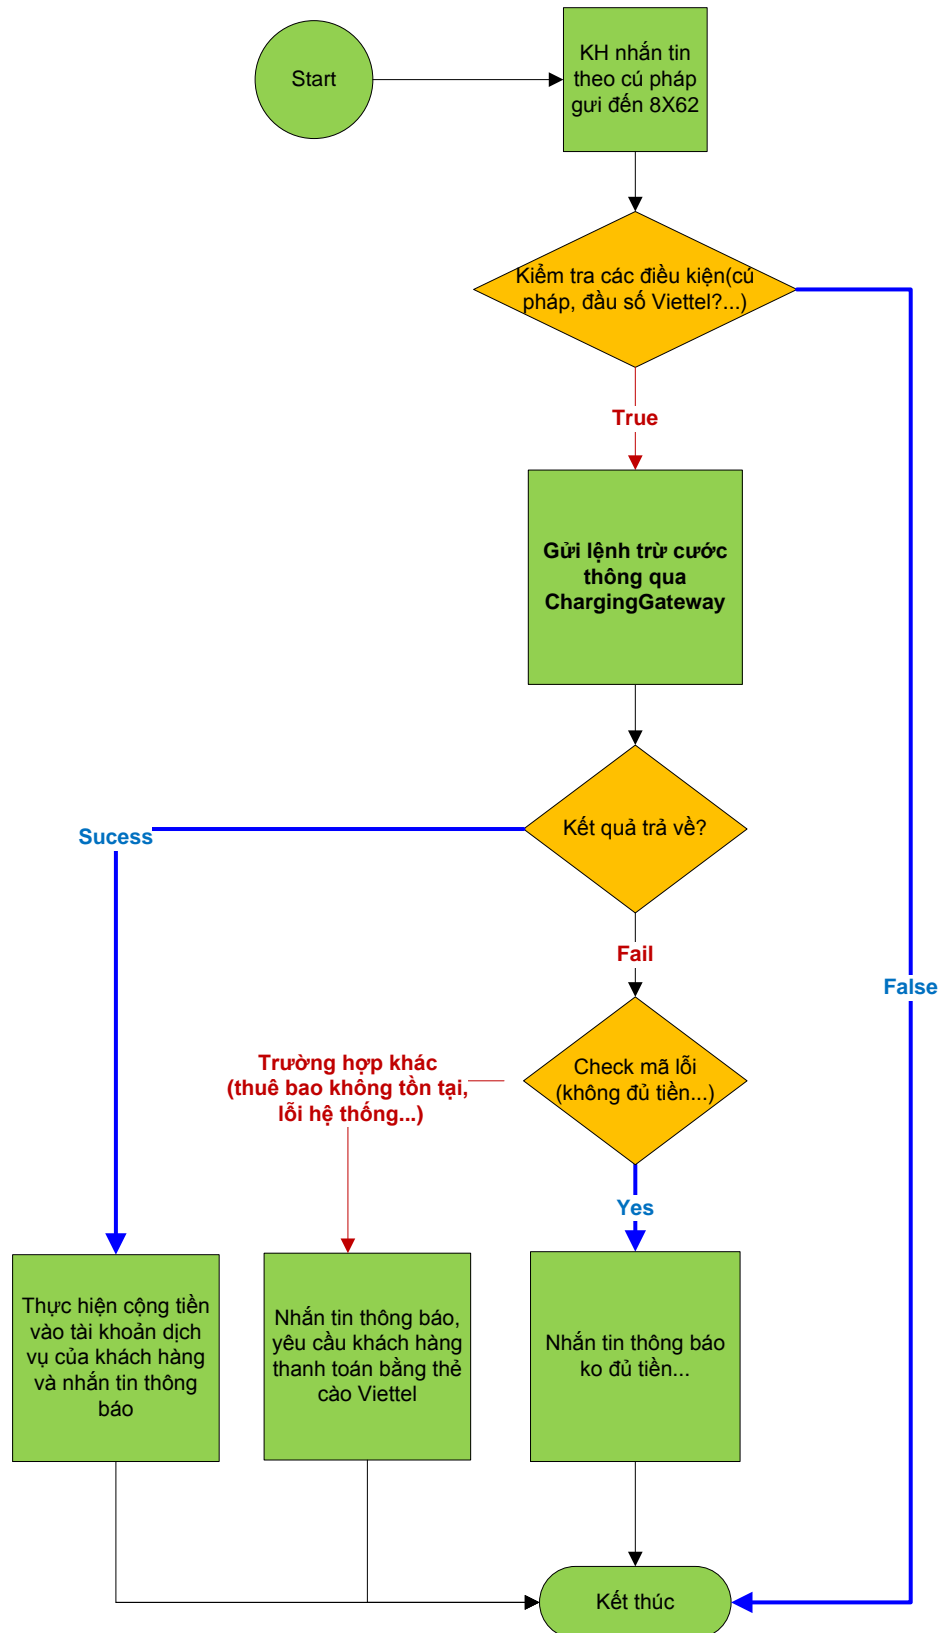 Start
KH nhắn tin
theo cú pháp
gưi đến 8X62
Kiểm tra các điều kiện(cú
pháp, đầu số Viettel?...)
True
Gửi lệnh trừ cước
thông qua
ChargingGateway
Kết quả trả về?
Sucess
Fail
False
Check mã lỗi
(không đủ tiền...)
Trường hợp khác
(thuê bao không tồn tại,
lỗi hệ thống...)
Yes
Thực hiện cộng tiền
vào tài khoản dịch
vụ của khách hàng
và nhắn tin thông
báo
Nhắn tin thông báo,
yêu cầu khách hàng
thanh toán bằng thẻ
cào Viettel
Nhắn tin thông báo
ko đủ tiền...
Kết thúc